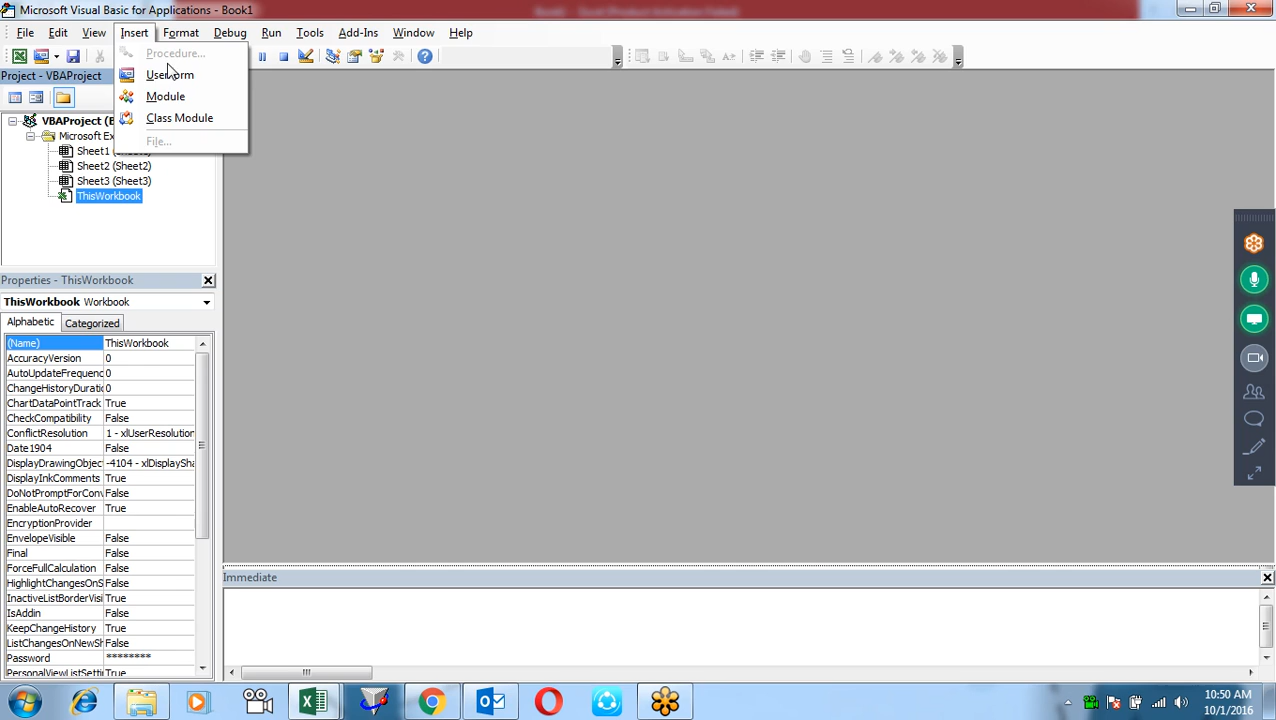 Microsoft Visual Basic for Applications - Book1
File Edit View Insert Format Debug Run Tools Add-Ins Window Help
Procedure...
UserForm
Module
Class Module
File...
Project - VBAProject
VBAProject (B
Microsoft Ex
Sheet1 (
Sheet2 (Sheet2)
Sheet3 (Sheet3)
ThisWorkbook
Properties - ThisWorkbook
ThisWorkbook Workbook
Alphabetic Categorized
(Name) ThisWorkbook
AccuracyVersion 0
AutoUpdateFrequenc 0
ChangeHistoryDuratic 0
ChartDataPointTrack True
CheckCompatibility False
ConflictResolution 1 - xlUserResolution
Date1904 False
DisplayDrawingObjec -4104 - xlDisplaySha
DisplayInkComments True
DoNotPromptForConv False
EnableAutoRecover True
EncryptionProvider
EnvelopeVisible False
Final False
ForceFullCalculation False
HighlightChangesOnS False
InactiveListBorderVisi True
IsAddin False
KeepChangeHistory True
ListChangesOnNewSh False
Password ********
PersonalViewListSettin True
Immediate
10:50 AM
10/1/2016